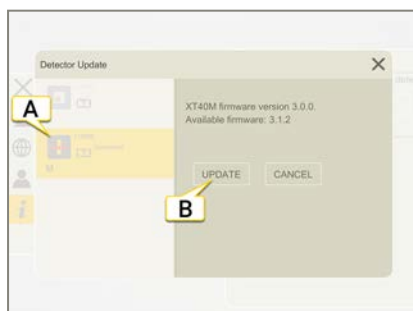 Detector Update
A
XT40M firmware version 3.0.0.
Available firmware: 3.1.2
M
UPDATE
CANCEL
B